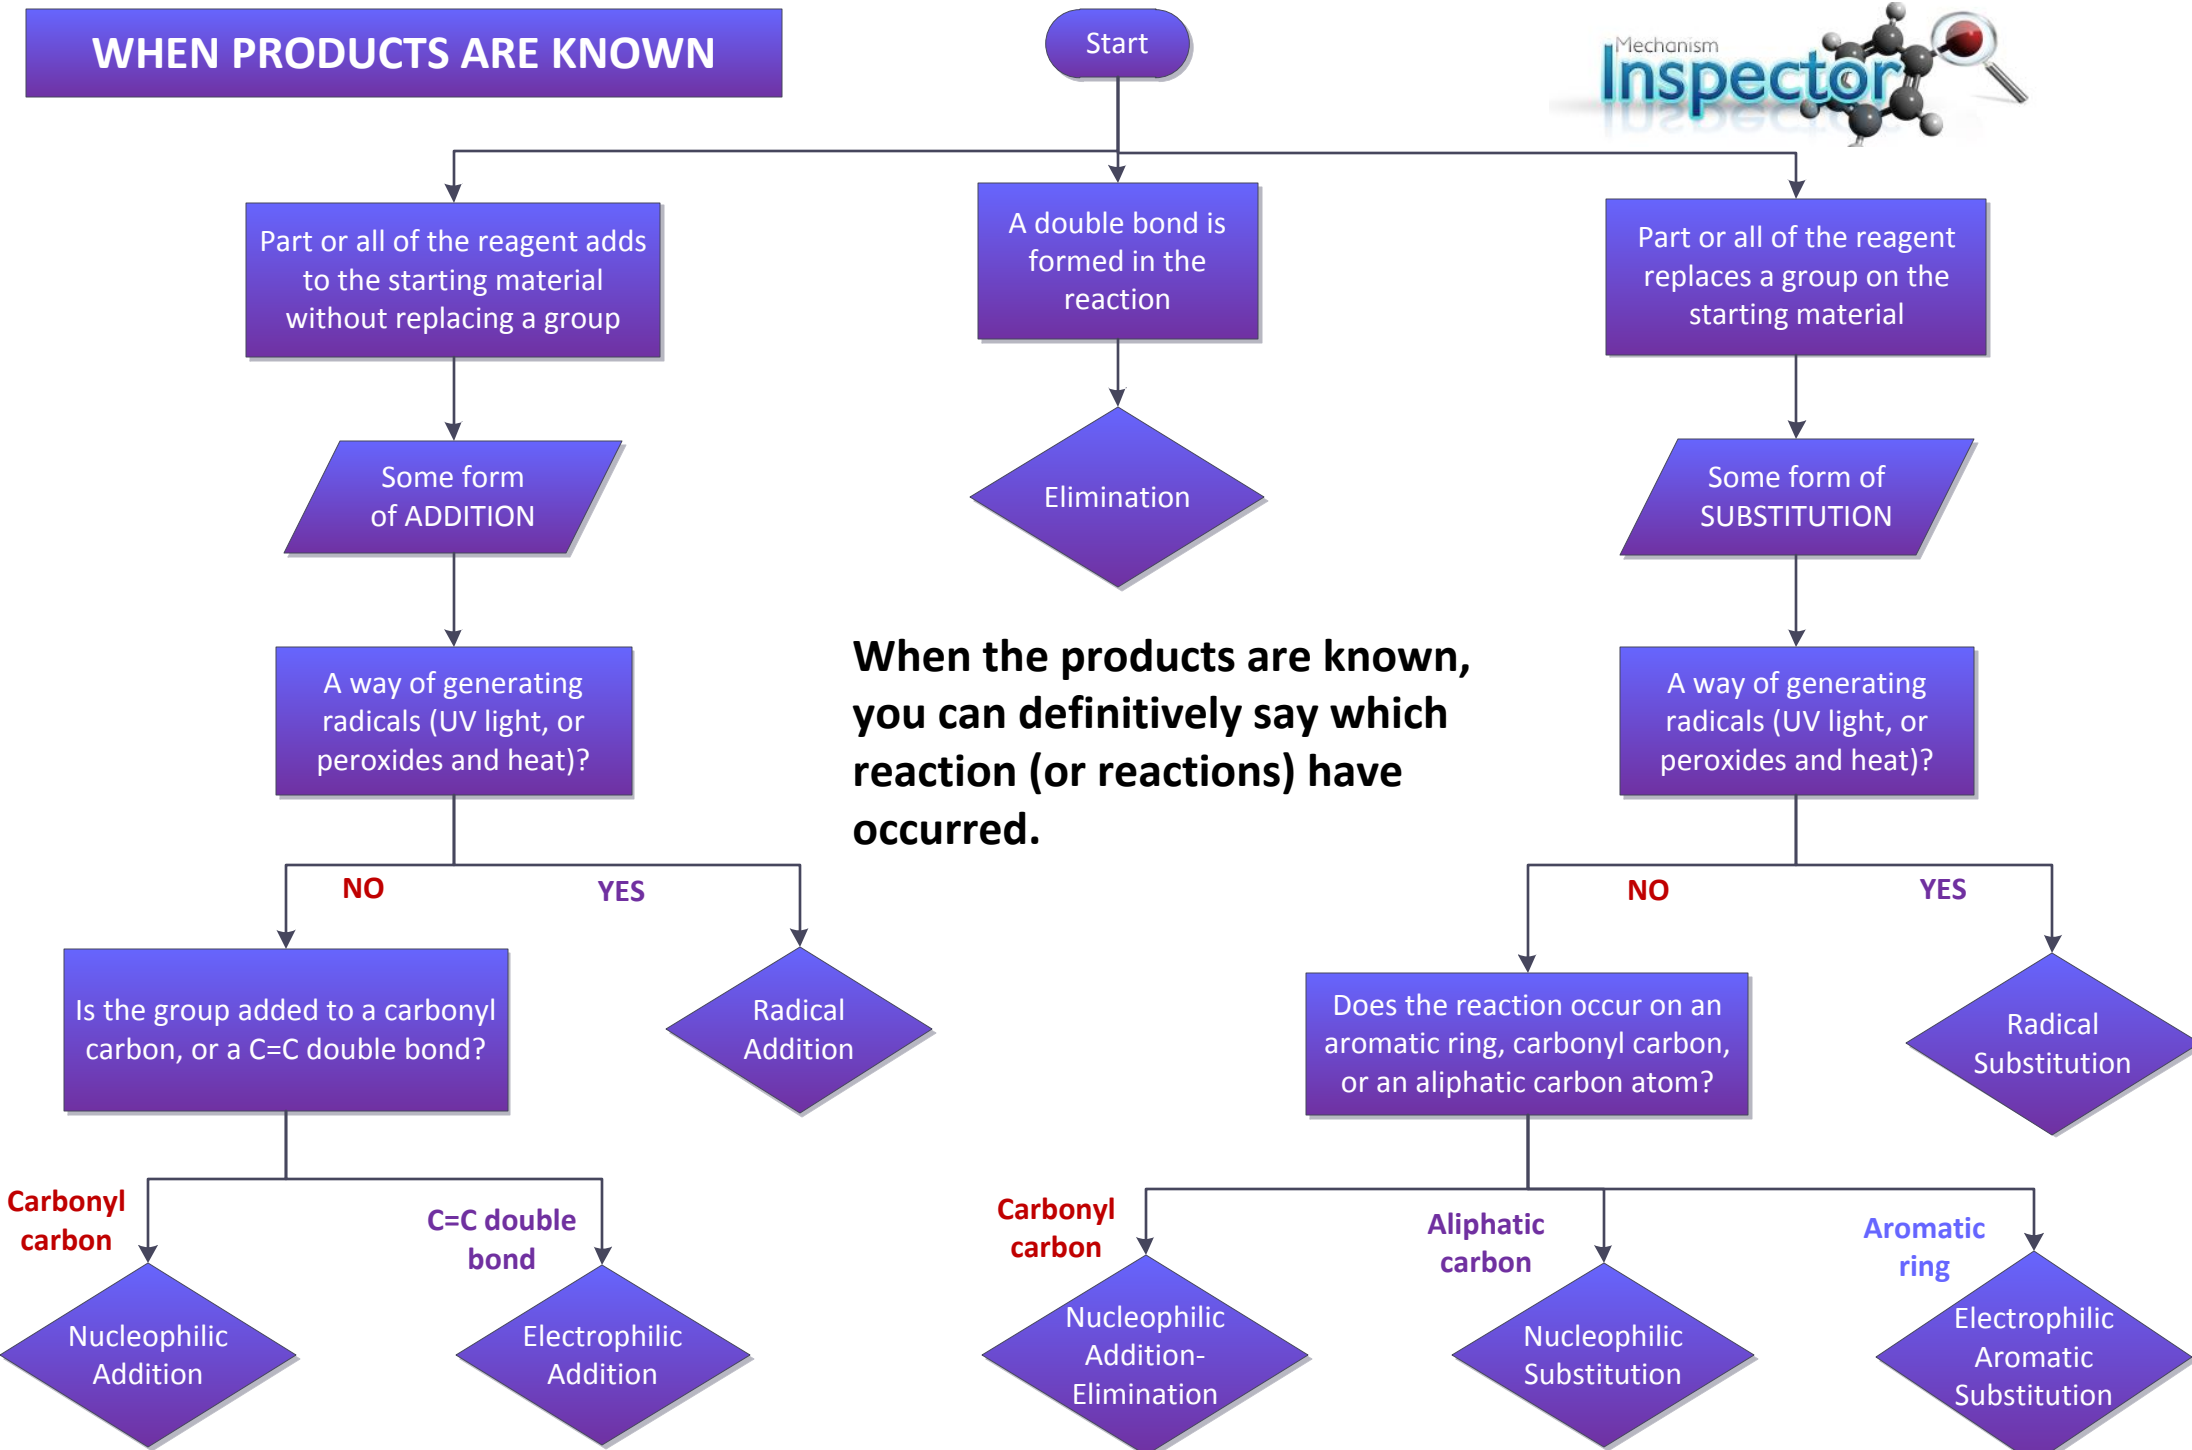 WHEN PRODUCTS ARE KNOWN
Start
Mechanism
Inspector
Part or all of the reagent adds
to the starting material
without replacing a group
A double bond is
formed in the
reaction
Part or all of the reagent
replaces a group on the
starting material
Some form
of ADDITION
Elimination
Some form of
SUBSTITUTION
A way of generating
radicals (UV light, or
peroxides and heat)?
When the products are known,
you can definitively say which
reaction (or reactions) have
occurred.
A way of generating
radicals (UV light, or
peroxides and heat)?
NO
YES
NO
YES
Is the group added to a carbonyl
carbon, or a C=C double bond?
Radical
Addition
Does the reaction occur on an
aromatic ring, carbonyl carbon,
or an aliphatic carbon atom?
Radical
Substitution
Carbonyl
carbon
C=C double
bond
Carbonyl
carbon
Aliphatic
carbon
Aromatic
ring
Nucleophilic
Addition
Electrophilic
Addition
Nucleophilic
Addition-
Elimination
Nucleophilic
Substitution
Electrophilic
Aromatic
Substitution